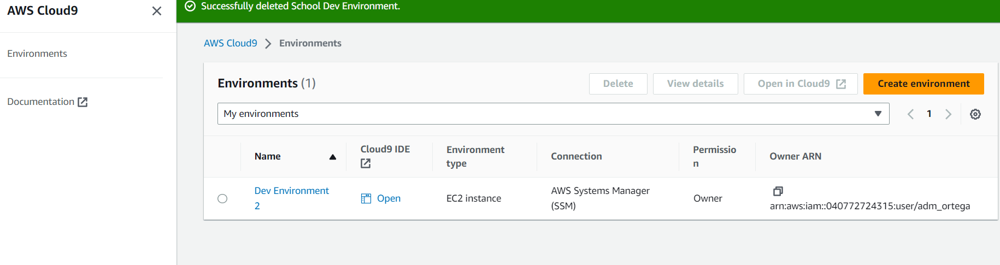 AWS Cloud9
Successfully deleted School Dev Environment.
Environments
Documentation
AWS Cloud9 Environments
Environments (1)
Delete View details Open in Cloud9 Create environment
My environments
1
Name
Cloud9 IDE
Environment
type
Connection
Permissio
n
Owner ARN
Dev Environment
2
Open
EC2 instance
AWS Systems Manager
(SSM)
Owner
arn:aws:iam::040772724315:user/adm_ortega